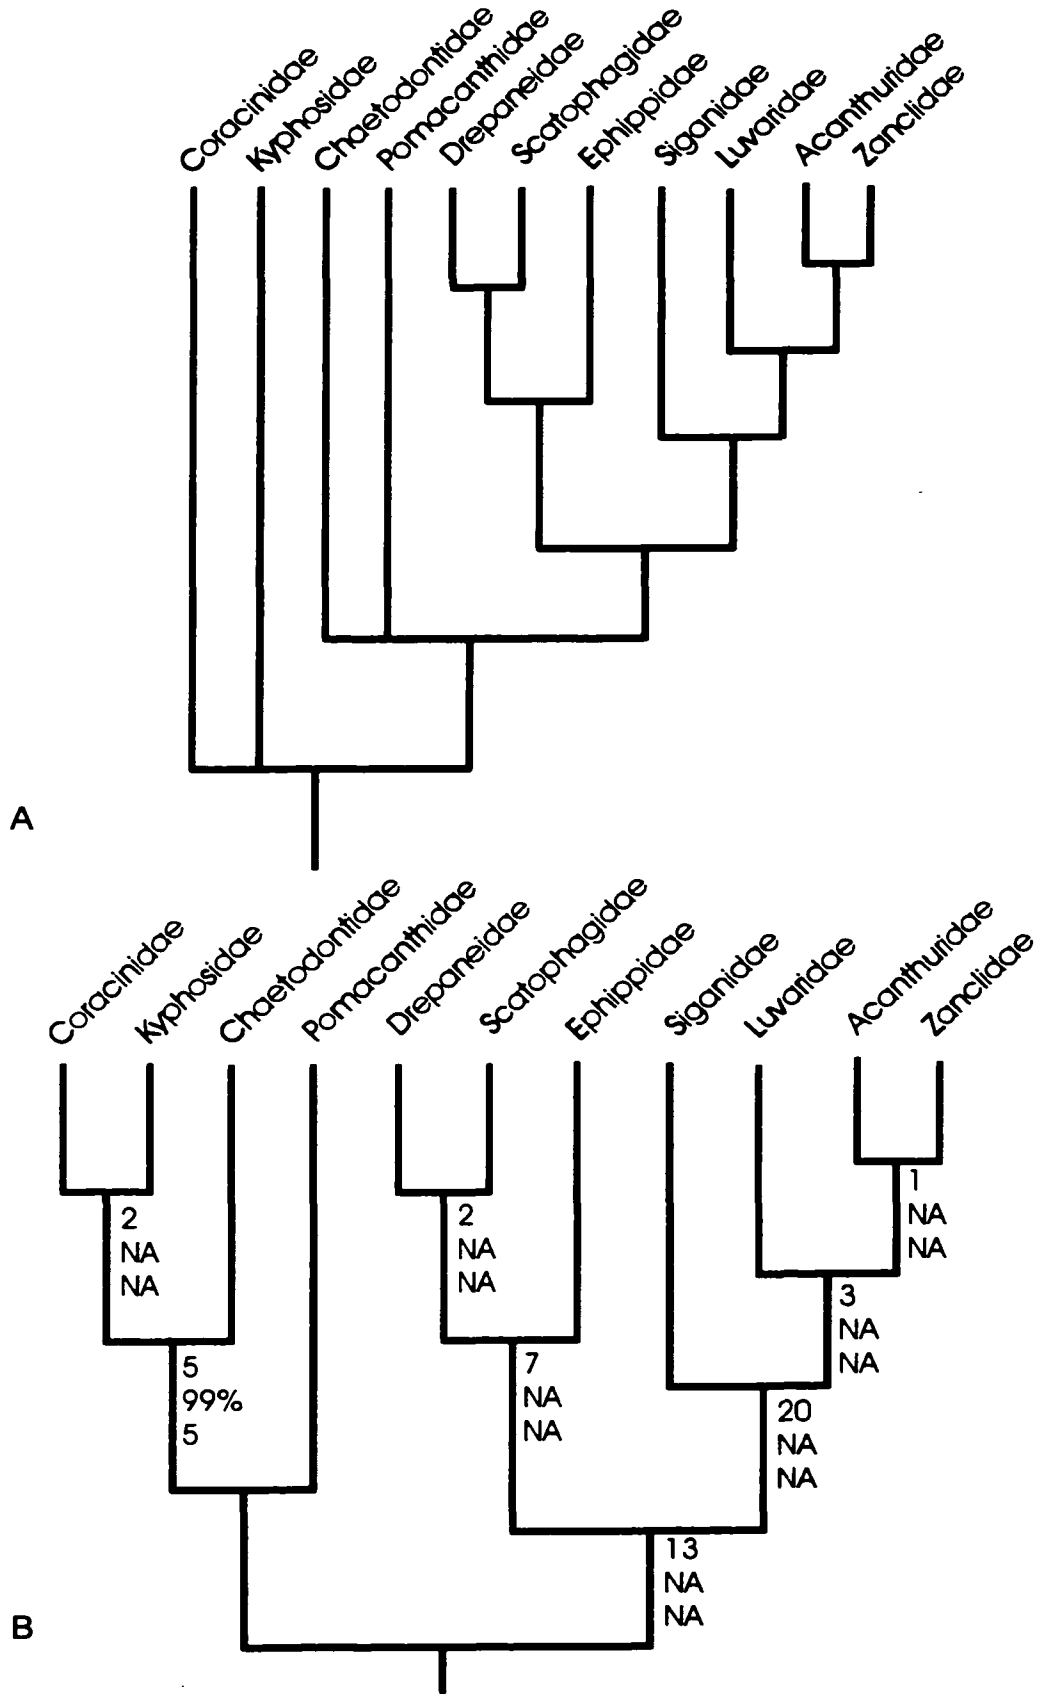 Coracinidae
Kyphosidae
Chaetodontidae
Pomacanthidae
Drepaneidae
Scatophagidae
Ephippidae
Siganidae
Luvaridae
Acanthuridae
Zanclidae
A
Coracinidae
Kyphosidae
Chaetodontidae
Pomacanthidae
Drepaneidae
Scatophagidae
Ephippidae
Siganidae
Luvaridae
Acanthuridae
Zanclidae
1
NA
NA
2
NA
NA
2
NA
NA
3
NA
NA
5
99%
5
7
NA
NA
20
NA
NA
13
NA
NA
B